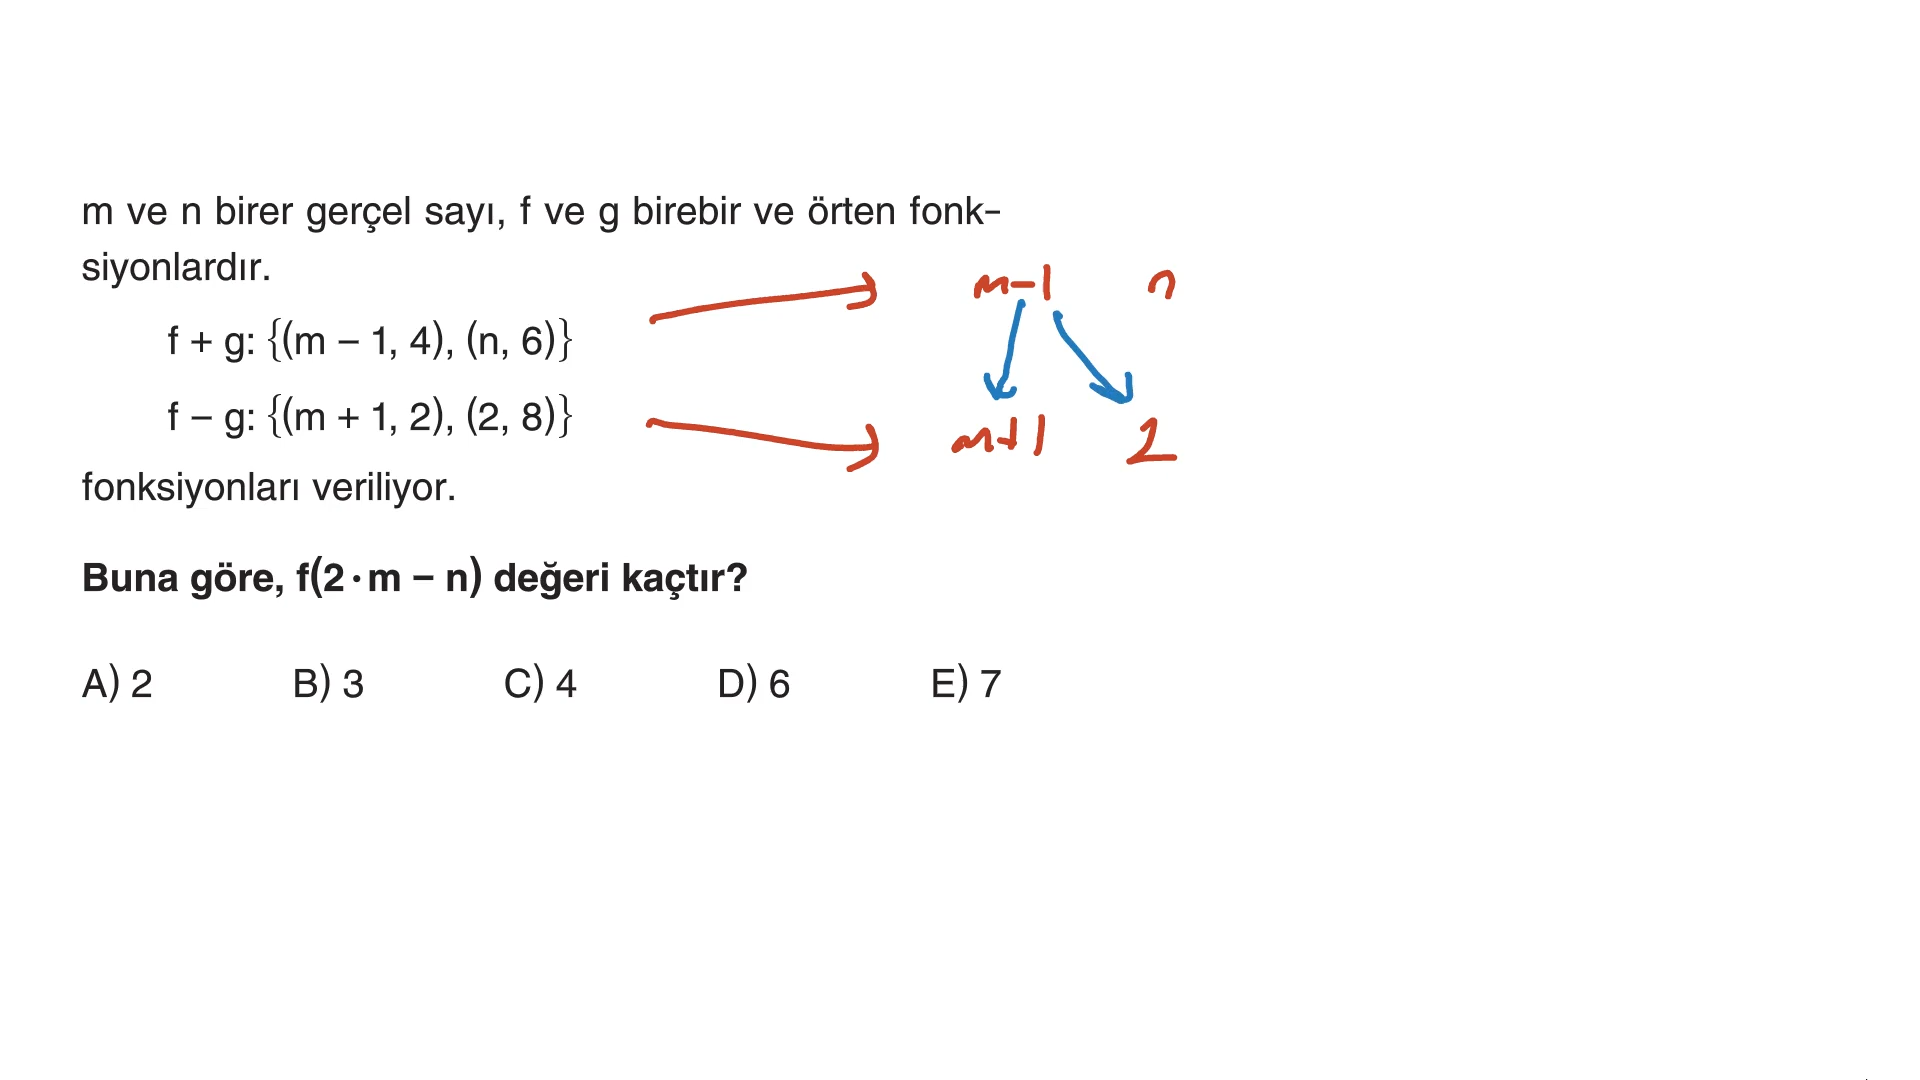 m ve n birer gerçel sayı, f ve g birebir ve örten fonk-
siyonlardır.
f + g: {(m − 1, 4), (n, 6)}
f − g: {(m + 1, 2), (2, 8)}
fonksiyonları veriliyor.
Buna göre, f(2·m − n) değeri kaçtır?
A) 2 B) 3 C) 4 D) 6 E) 7
m−1 n
m+1 2